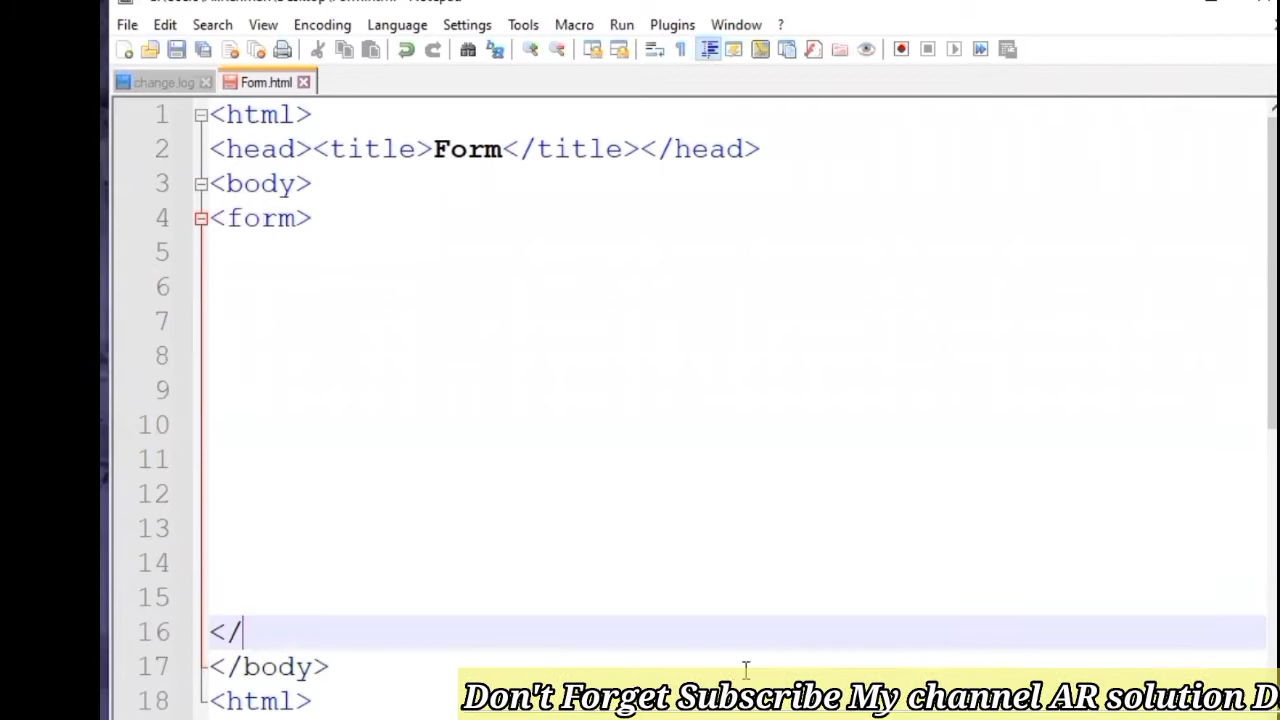 File Edit Search View Encoding Language Settings Tools Macro Run Plugins Window ?
change.log Form.html
1 <html>
2 <head><title>Form</title></head>
3 <body>
4 <form>
5
6
7
8
9
10
11
12
13
14
15
16 </
17 </body>
18 <html>
Don't Forget Subscribe My channel AR solution D